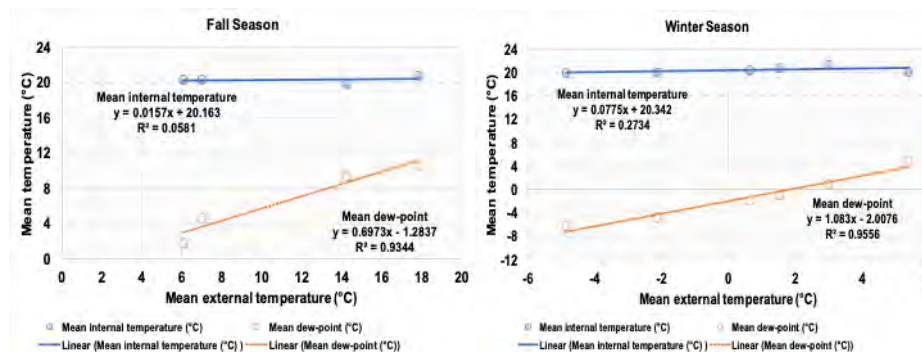 Fall Season
24
20
16
12
8
4
0
0 2 4 6 8 10 12 14 16 18 20
Mean temperature (°C)
Mean external temperature (°C)
Mean internal temperature
y = 0.0157x + 20.163
R² = 0.0581
Mean dew-point
y = 0.6973x - 1.2837
R² = 0.9344
Mean internal temperature (°C) Mean dew-point (°C)
Linear (Mean internal temperature (°C) ) Linear (Mean dew-point (°C))
Winter Season
24
20
16
12
8
4
0
-4
-8
-12
-6 -4 -2 0 2 4 6
Mean temperature (°C)
Mean external temperature (°C)
Mean internal temperature
y = 0.0775x + 20.342
R² = 0.2734
Mean dew-point
y = 1.083x - 2.0076
R² = 0.9556
Mean internal temperature (°C) Mean dew-point (°C)
Linear (Mean internal temperature (°C) ) Linear (Mean dew-point (°C))